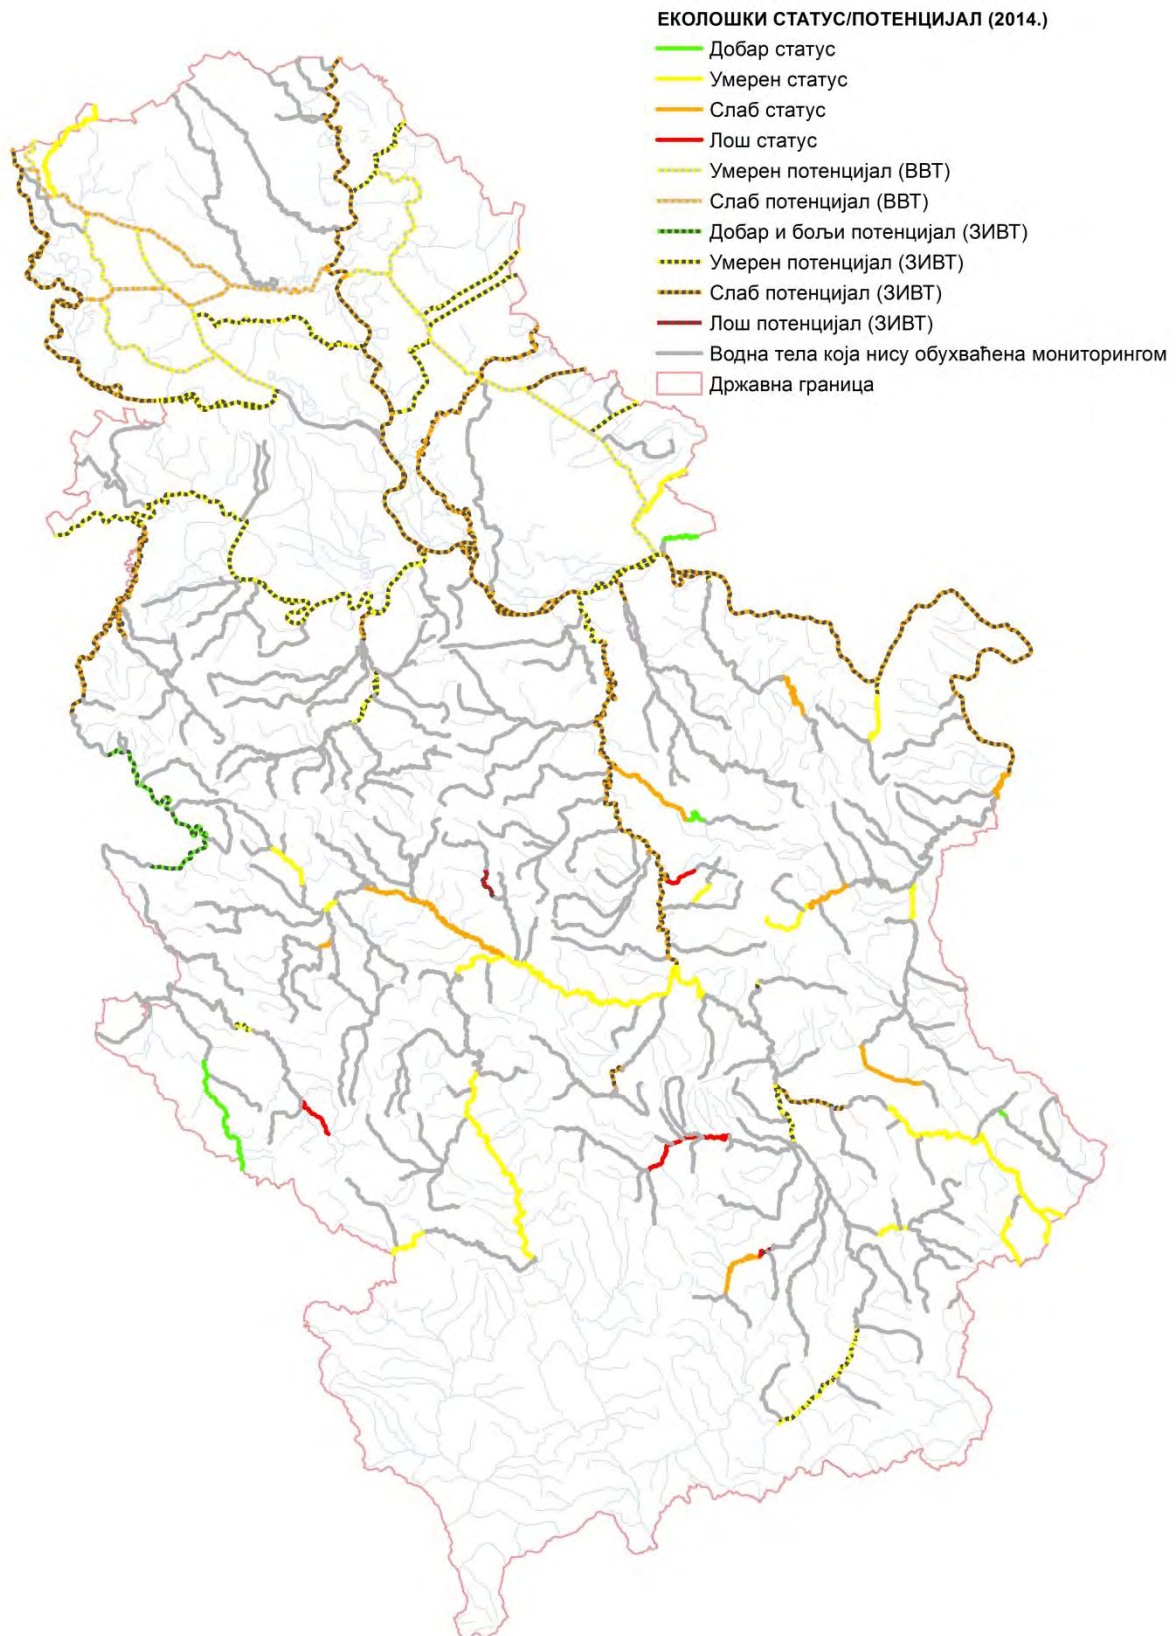 ЕКОЛОШКИ СТАТУС/ПОТЕНЦИЈАЛ (2014.)
Добар статус
Умерен статус
Слаб статус
Лош статус
Умерен потенцијал (ВВТ)
Слаб потенцијал (ВВТ)
Добар и бољи потенцијал (ЗИВТ)
Умерен потенцијал (ЗИВТ)
Слаб потенцијал (ЗИВТ)
Лош потенцијал (ЗИВТ)
Водна тела која нису обухваћена мониторингом
Државна граница